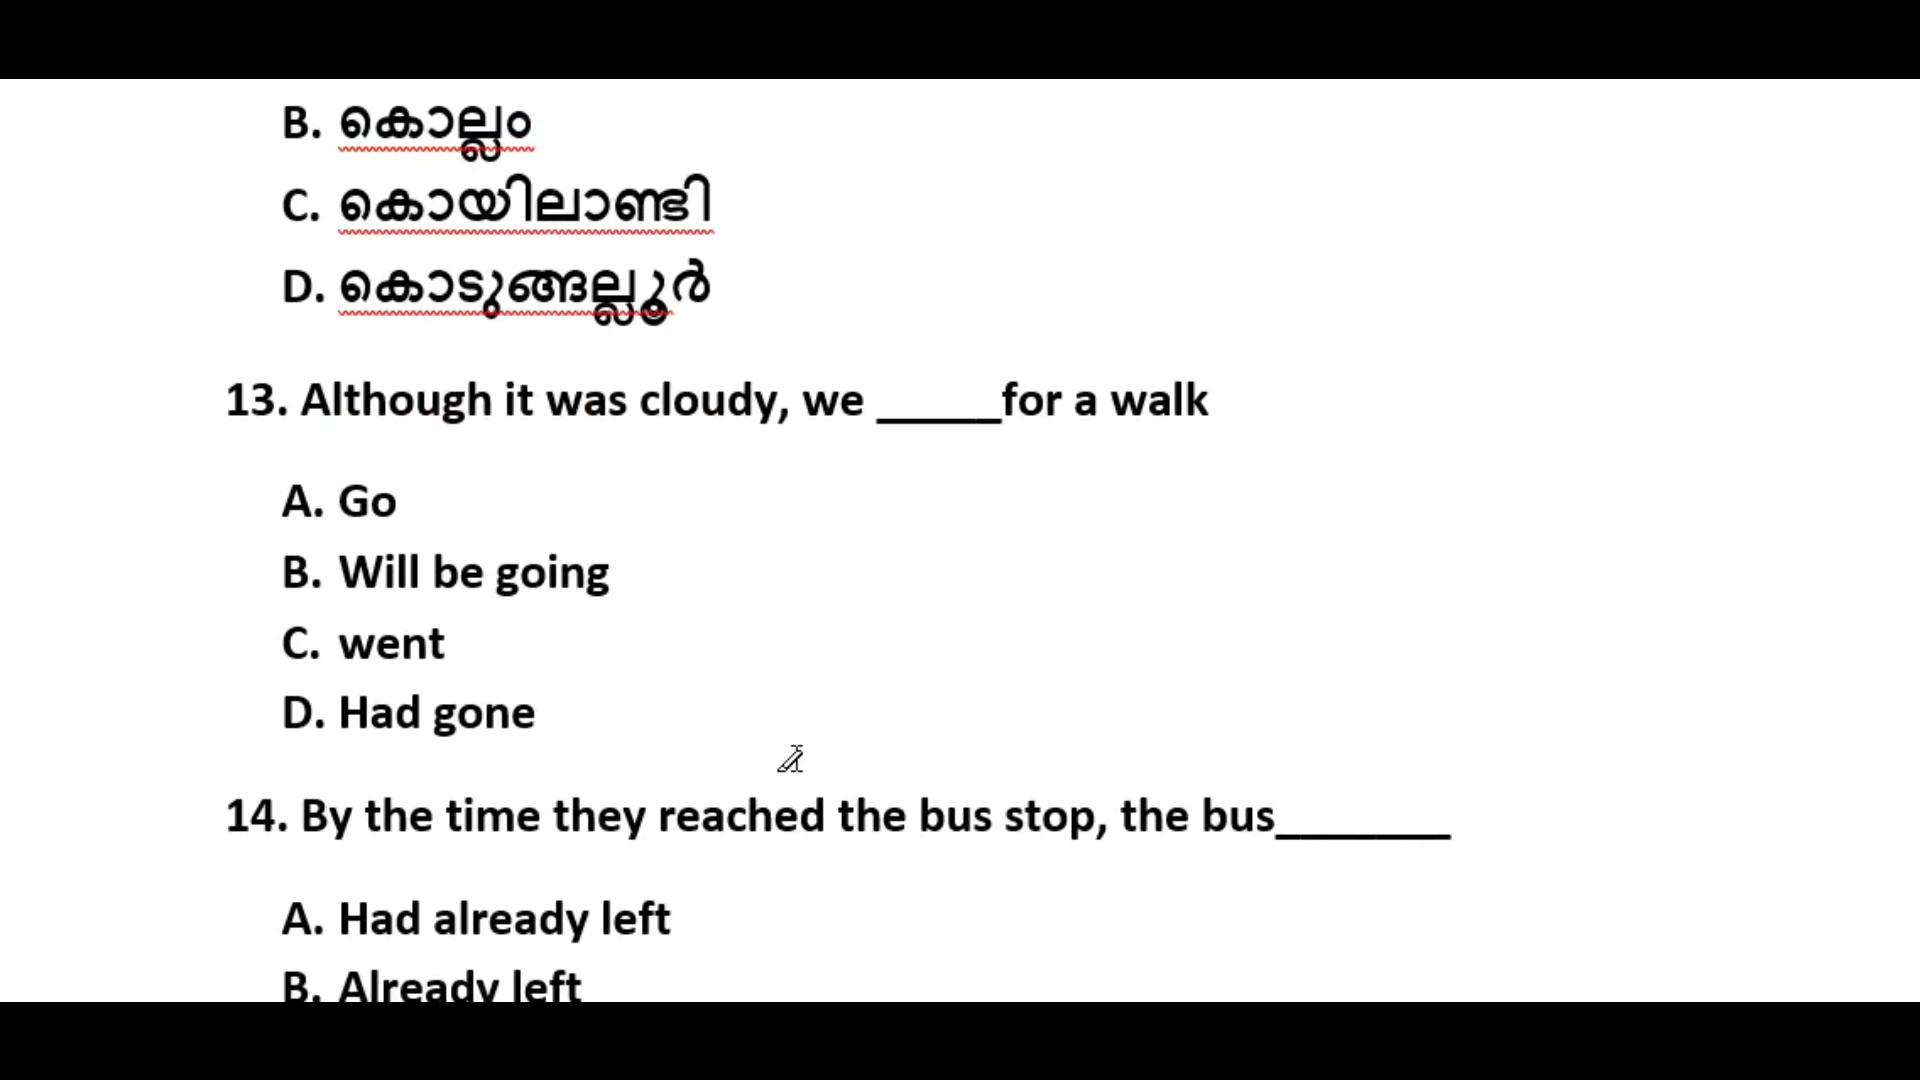 B. കൊല്ലം
C. കൊയിലാണ്ടി
D. കൊടുങ്ങല്ലൂർ
13. Although it was cloudy, we _____for a walk
A. Go
B. Will be going
C. went
D. Had gone
14. By the time they reached the bus stop, the bus_______
A. Had already left
B. Already left